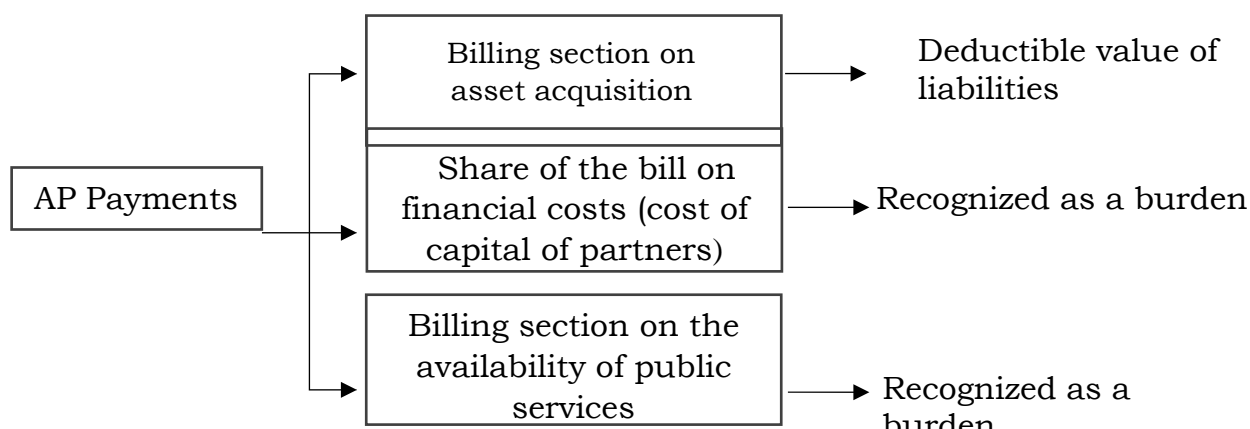 Billing section on
asset acquisition
Deductible value of
liabilities
AP Payments
Share of the bill on
financial costs (cost of
capital of partners)
Recognized as a burden
Billing section on the
availability of public
services
Recognized as a
burden